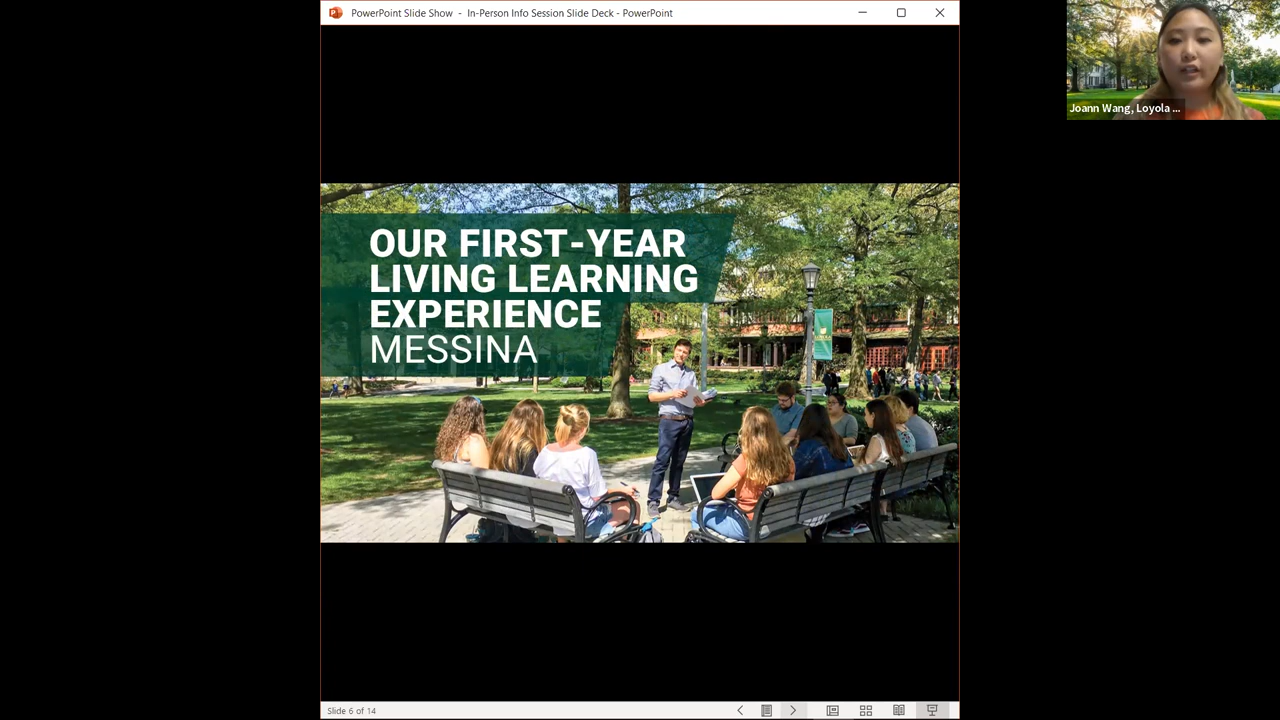 PowerPoint Slide Show - In-Person Info Session Slide Deck - PowerPoint
Joann Wang, Loyola ...
OUR FIRST-YEAR
LIVING LEARNING
EXPERIENCE
MESSINA
LOYOLA
Slide 6 of 14